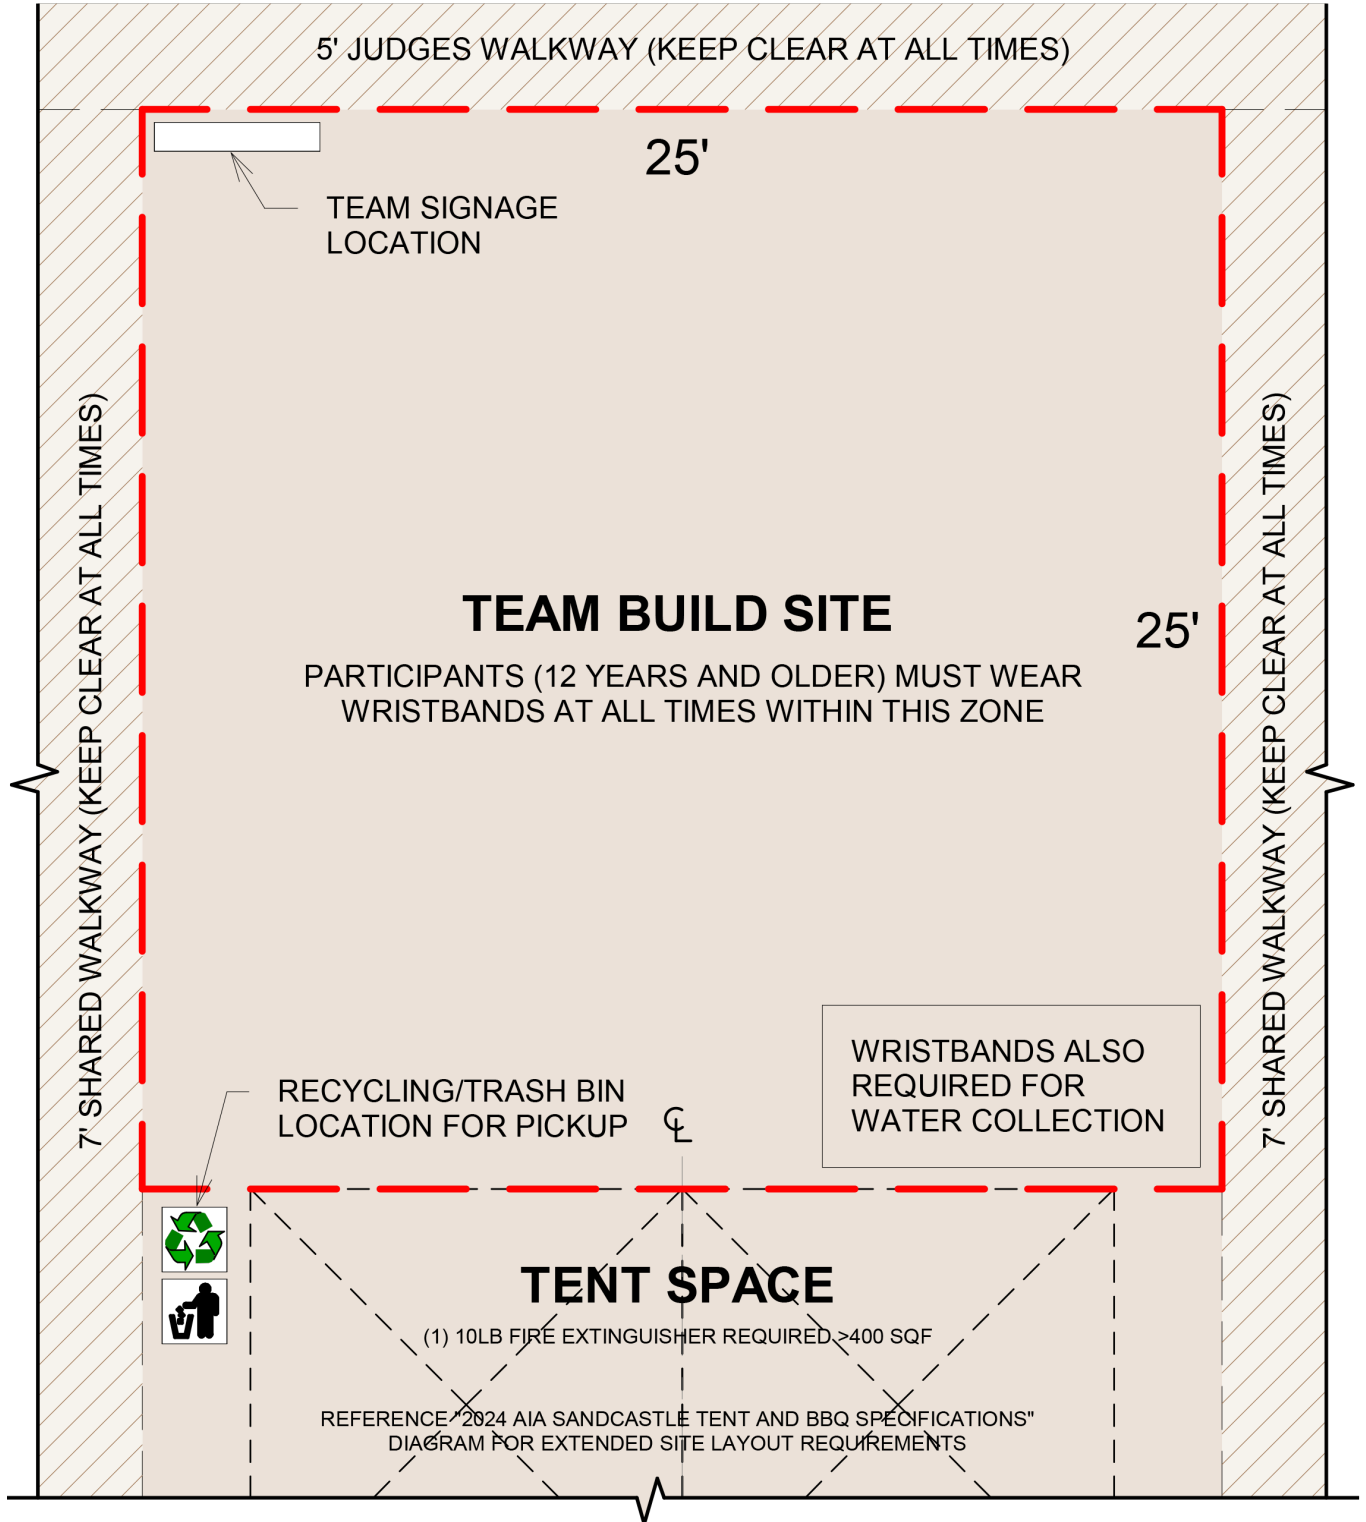 5' JUDGES WALKWAY (KEEP CLEAR AT ALL TIMES)
25'
TEAM SIGNAGE
LOCATION
7' SHARED WALKWAY (KEEP CLEAR AT ALL TIMES)
7' SHARED WALKWAY (KEEP CLEAR AT ALL TIMES)
TEAM BUILD SITE
25'
PARTICIPANTS (12 YEARS AND OLDER) MUST WEAR
WRISTBANDS AT ALL TIMES WITHIN THIS ZONE
WRISTBANDS ALSO
REQUIRED FOR
WATER COLLECTION
RECYCLING/TRASH BIN
LOCATION FOR PICKUP
℄
TENT SPACE
(1) 10LB FIRE EXTINGUISHER REQUIRED >400 SQF
REFERENCE "2024 AIA SANDCASTLE TENT AND BBQ SPECIFICATIONS"
DIAGRAM FOR EXTENDED SITE LAYOUT REQUIREMENTS